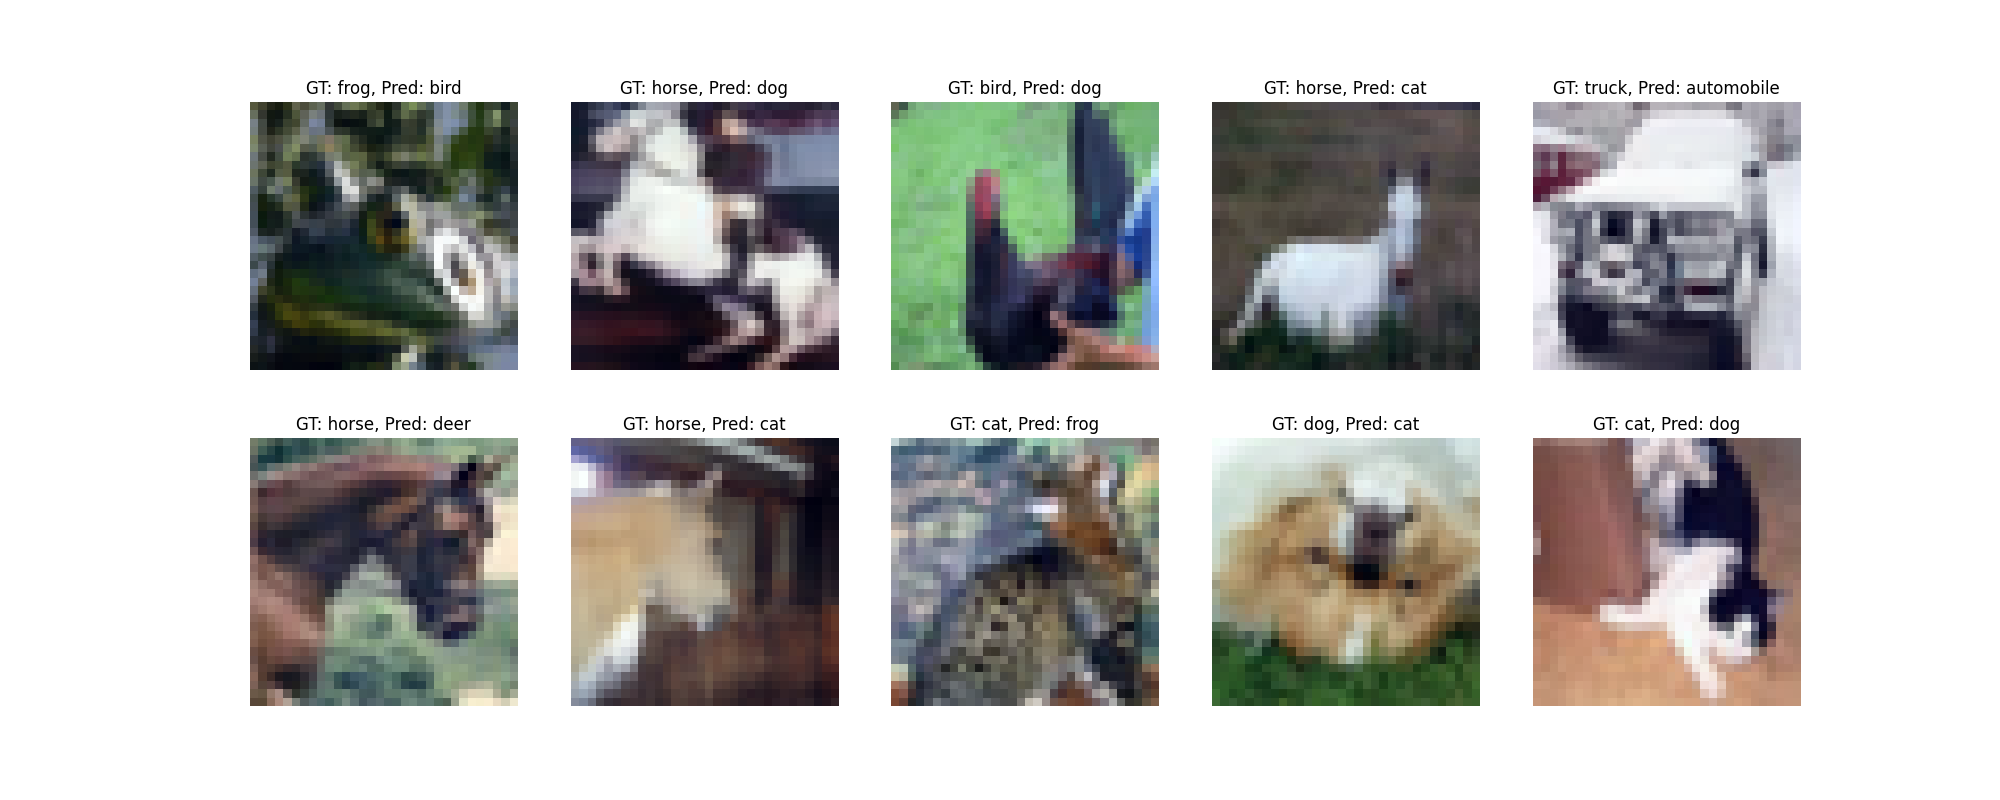 GT: frog, Pred: bird
GT: horse, Pred: dog
GT: bird, Pred: dog
GT: horse, Pred: cat
GT: truck, Pred: automobile
GT: horse, Pred: deer
GT: horse, Pred: cat
GT: cat, Pred: frog
GT: dog, Pred: cat
GT: cat, Pred: dog